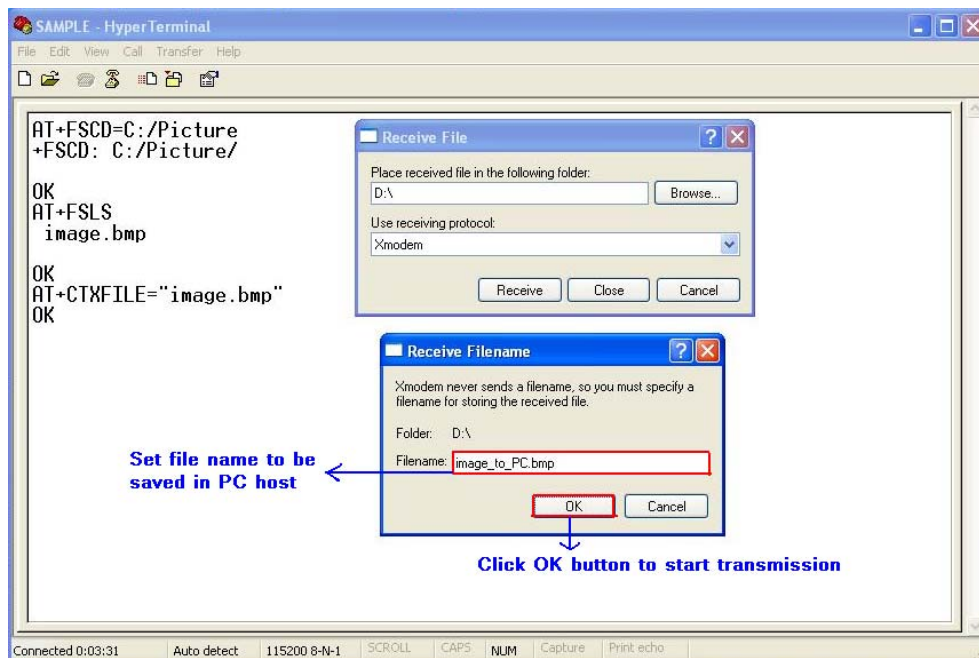 SAMPLE - HyperTerminal
File Edit View Call Transfer Help
AT+FSCD=C:/Picture
+FSCD: C:/Picture/
OK
AT+FSLS
image.bmp
OK
AT+CTXFILE="image.bmp"
OK
Receive File
Place received file in the following folder:
D:\
Browse...
Use receiving protocol:
Xmodem
Receive Close Cancel
Receive Filename
Xmodem never sends a filename, so you must specify a
filename for storing the received file.
Folder: D:\
Filename: image_to_PC.bmp
OK Cancel
Set file name to be
saved in PC host
Click OK button to start transmission
Connected 0:03:31 Auto detect 115200 8-N-1 SCROLL CAPS NUM Capture Print echo